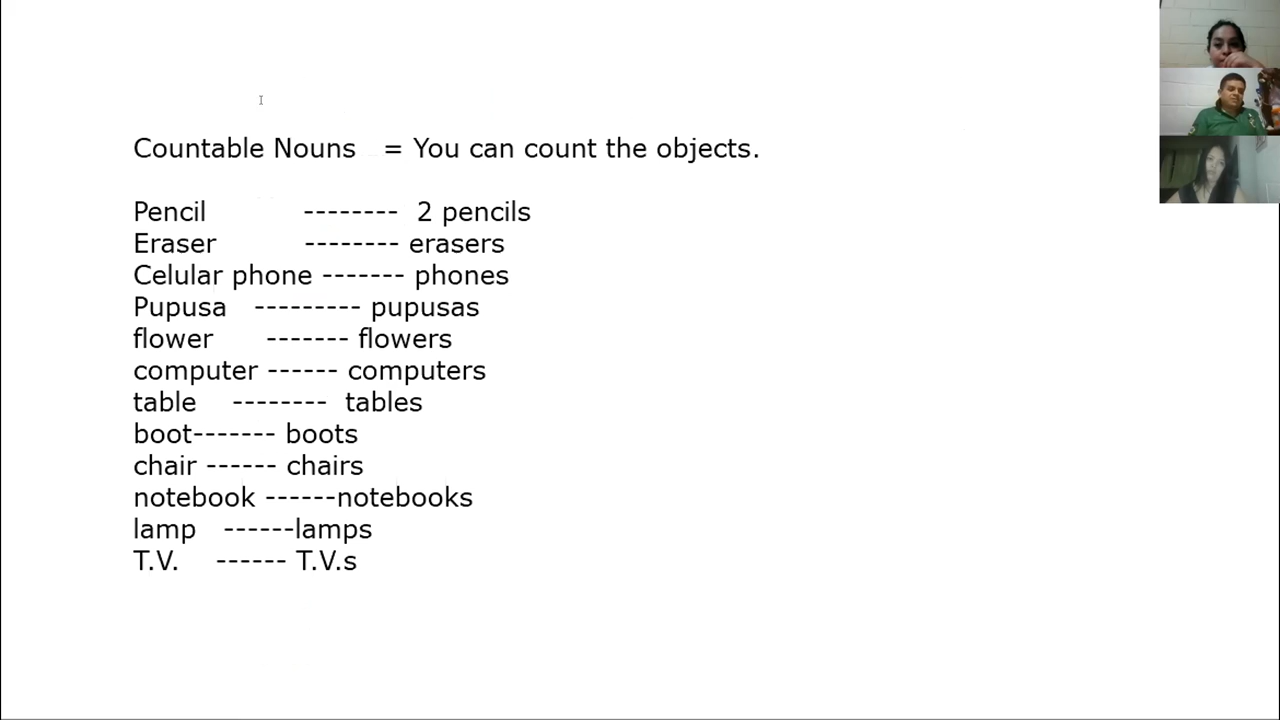 Countable Nouns = You can count the objects.
Pencil -------- 2 pencils
Eraser -------- erasers
Celular phone ------- phones
Pupusa --------- pupusas
flower ------- flowers
computer ------ computers
table -------- tables
boot------- boots
chair ------ chairs
notebook ------notebooks
lamp ------lamps
T.V. ------ T.V.s